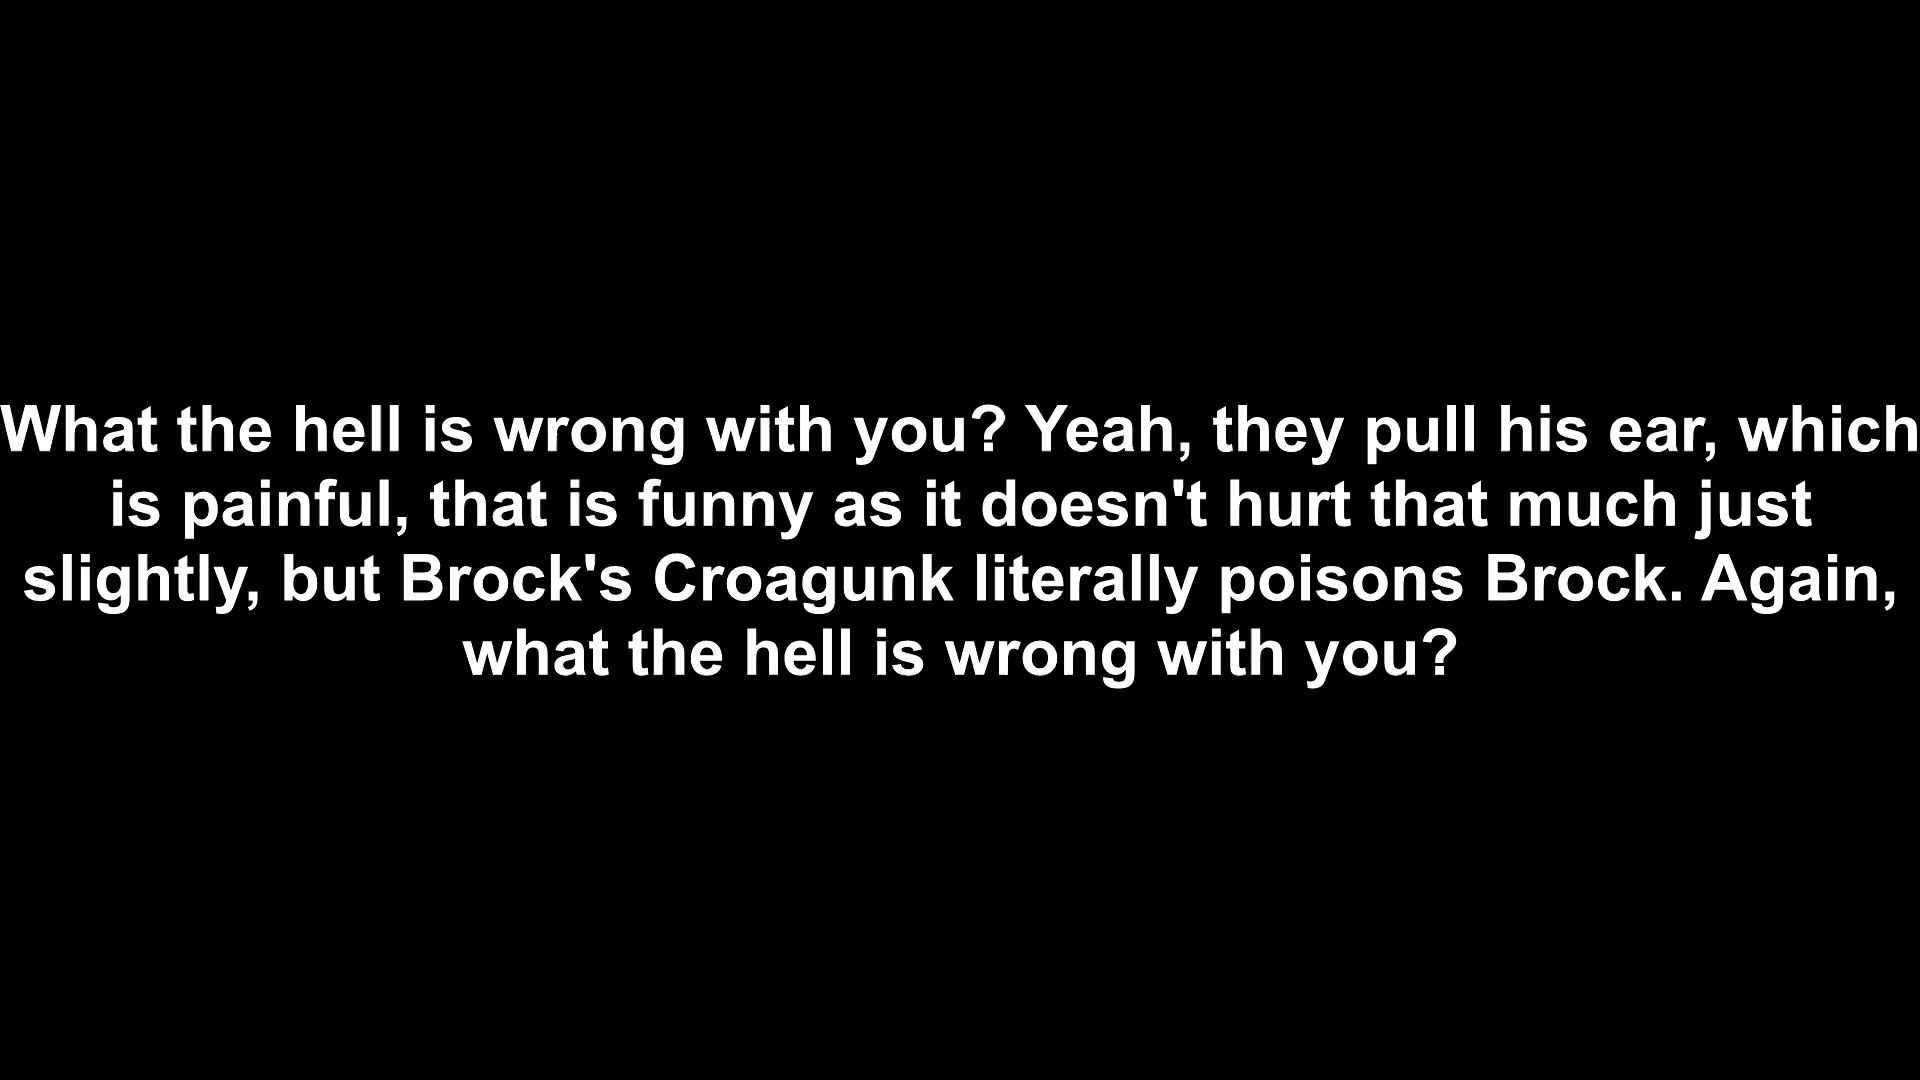 What the hell is wrong with you? Yeah, they pull his ear, which
is painful, that is funny as it doesn't hurt that much just
slightly, but Brock's Croagunk literally poisons Brock. Again,
what the hell is wrong with you?